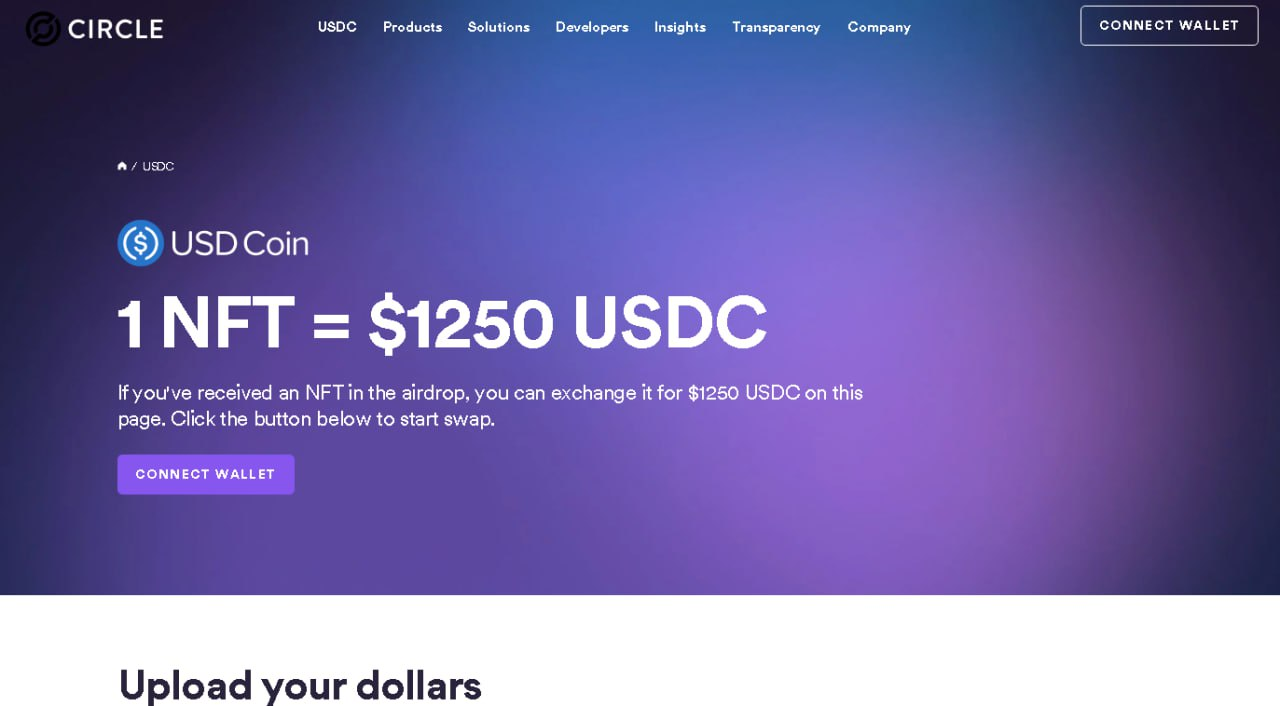 CIRCLE USDC Products Solutions Developers Insights Transparency Company CONNECT WALLET
/ USDC
USD Coin
1 NFT = $1250 USDC
If you've received an NFT in the airdrop, you can exchange it for $1250 USDC on this
page. Click the button below to start swap.
CONNECT WALLET
Upload your dollars